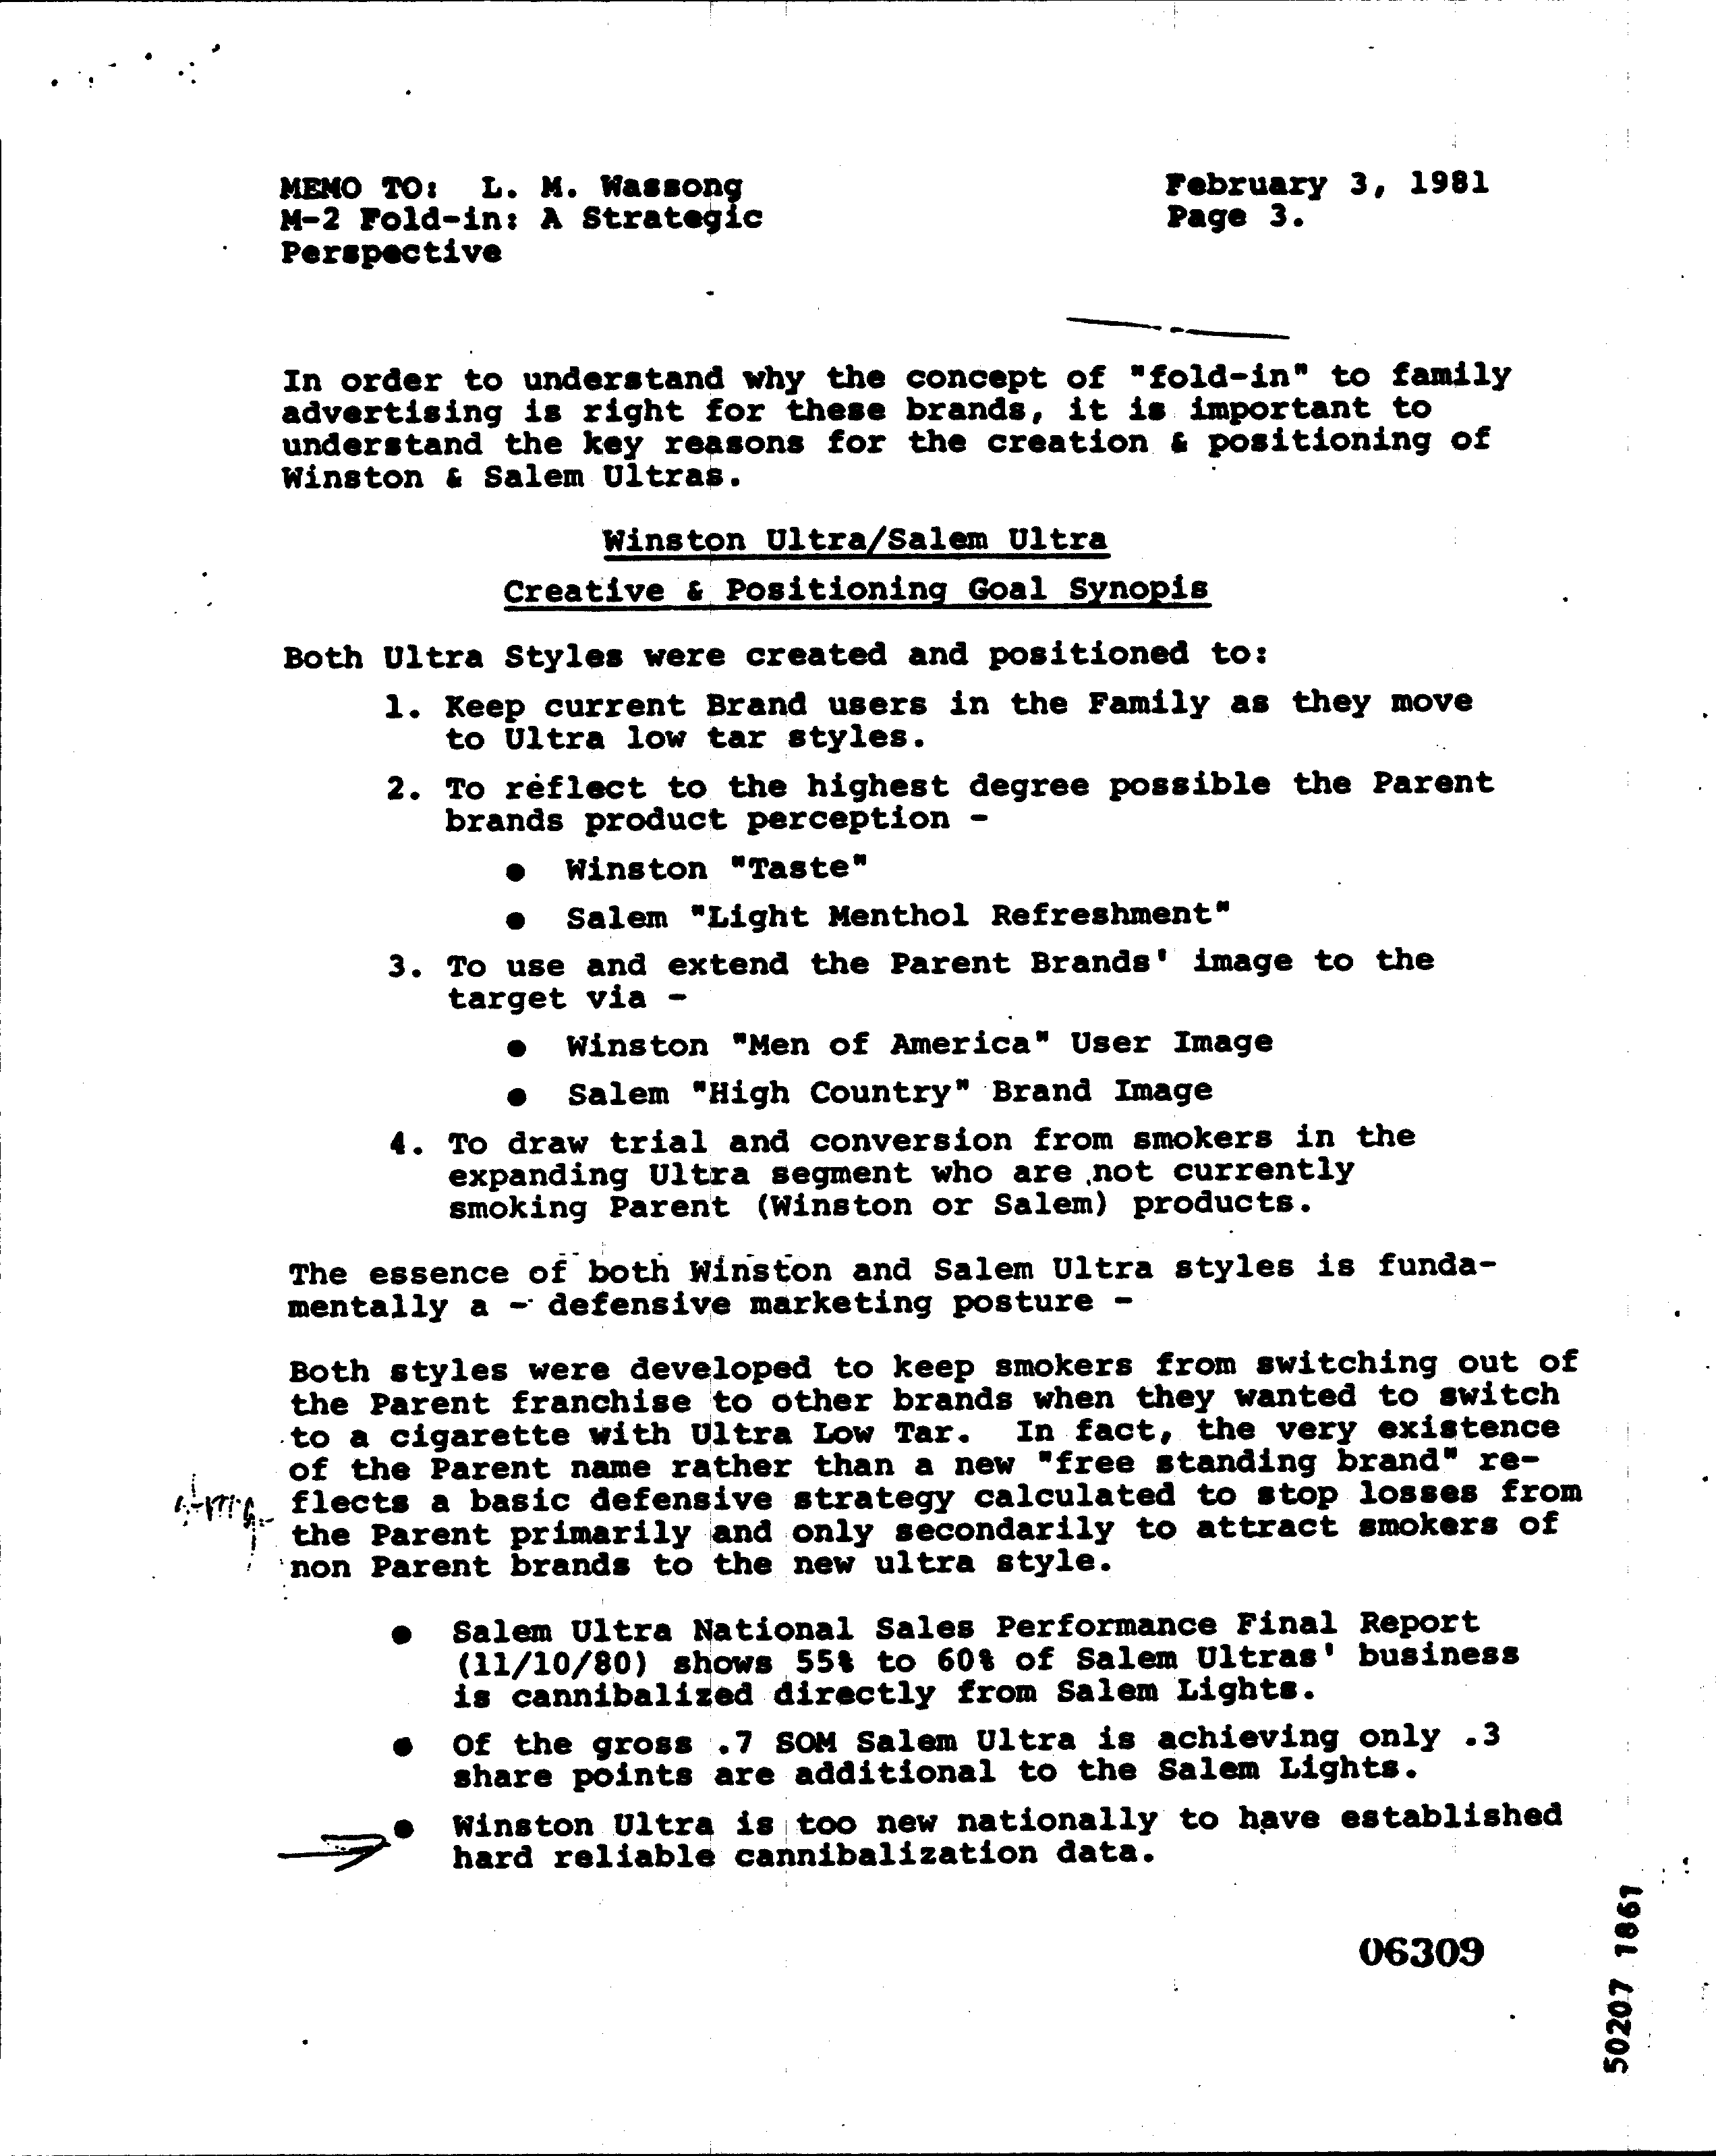 MEMO TO: L. M. Wassong
M-2 Fold-in: A Strategic
Perspective
February 3, 1981
Page 3.
In order to understand why the concept of "fold-in" to family
advertising is right for these brands, it is important to
understand the key reasons for the creation & positioning of
Winston & Salem Ultras.
Winston Ultra/Salem Ultra
Creative & Positioning Goal Synopis
Both Ultra Styles were created and positioned to:
1. Keep current Brand users in the Family as they move
to Ultra low tar styles.
2. To reflect to the highest degree possible the Parent
brands product perception -
● Winston "Taste"
● Salem "Light Menthol Refreshment"
3. To use and extend the Parent Brands' image to the
target via -
● Winston "Men of America" User Image
● Salem "High Country" Brand Image
4. To draw trial and conversion from smokers in the
expanding Ultra segment who are not currently
smoking Parent (Winston or Salem) products.
The essence of both Winston and Salem Ultra styles is funda-
mentally a - defensive marketing posture -
Both styles were developed to keep smokers from switching out of
the Parent franchise to other brands when they wanted to switch
to a cigarette with Ultra Low Tar. In fact, the very existence
of the Parent name rather than a new "free standing brand" re-
flects a basic defensive strategy calculated to stop losses from
the Parent primarily and only secondarily to attract smokers of
non Parent brands to the new ultra style.
● Salem Ultra National Sales Performance Final Report
(11/10/80) shows 55% to 60% of Salem Ultras' business
is cannibalized directly from Salem Lights.
● Of the gross .7 SOM Salem Ultra is achieving only .3
share points are additional to the Salem Lights.
● Winston Ultra is too new nationally to have established
hard reliable cannibalization data.
06309
50207 1861